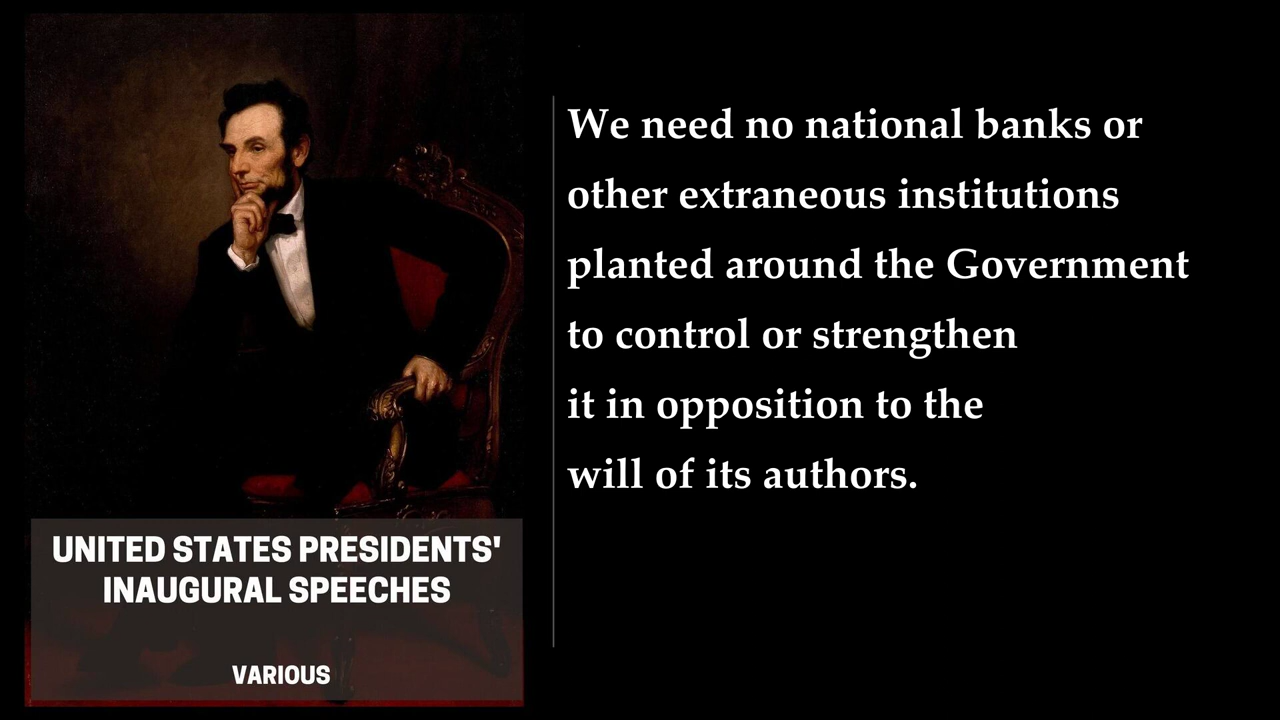 We need no national banks or
other extraneous institutions
planted around the Government
to control or strengthen
it in opposition to the
will of its authors.
UNITED STATES PRESIDENTS'
INAUGURAL SPEECHES
VARIOUS